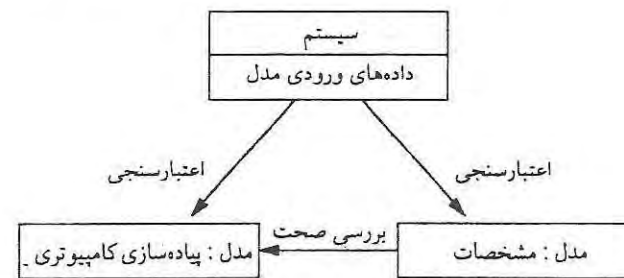 سیستم
داده‌های ورودی مدل
اعتبارسنجی
اعتبارسنجی
بررسی صحت
مدل : مشخصات
مدل : پیاده‌سازی کامپیوتری